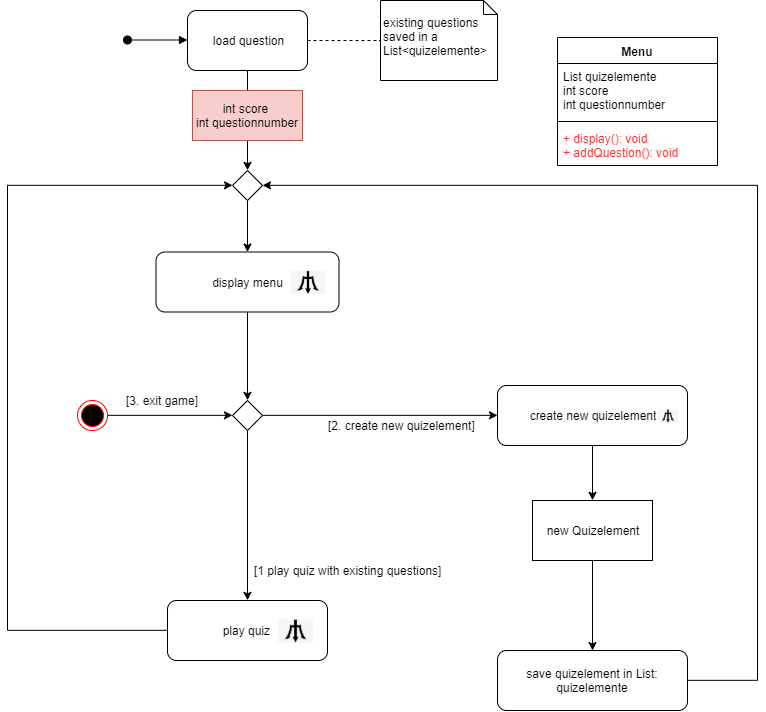 load question
existing questions
saved in a
List<quizelemente>
Menu
List quizelemente
int score
int questionnumber
+ display(): void
+ addQuestion(): void
int score
int questionnumber
display menu
[3. exit game]
[2. create new quizelement]
create new quizelement
new Quizelement
[1 play quiz with existing questions]
play quiz
save quizelement in List:
quizelemente